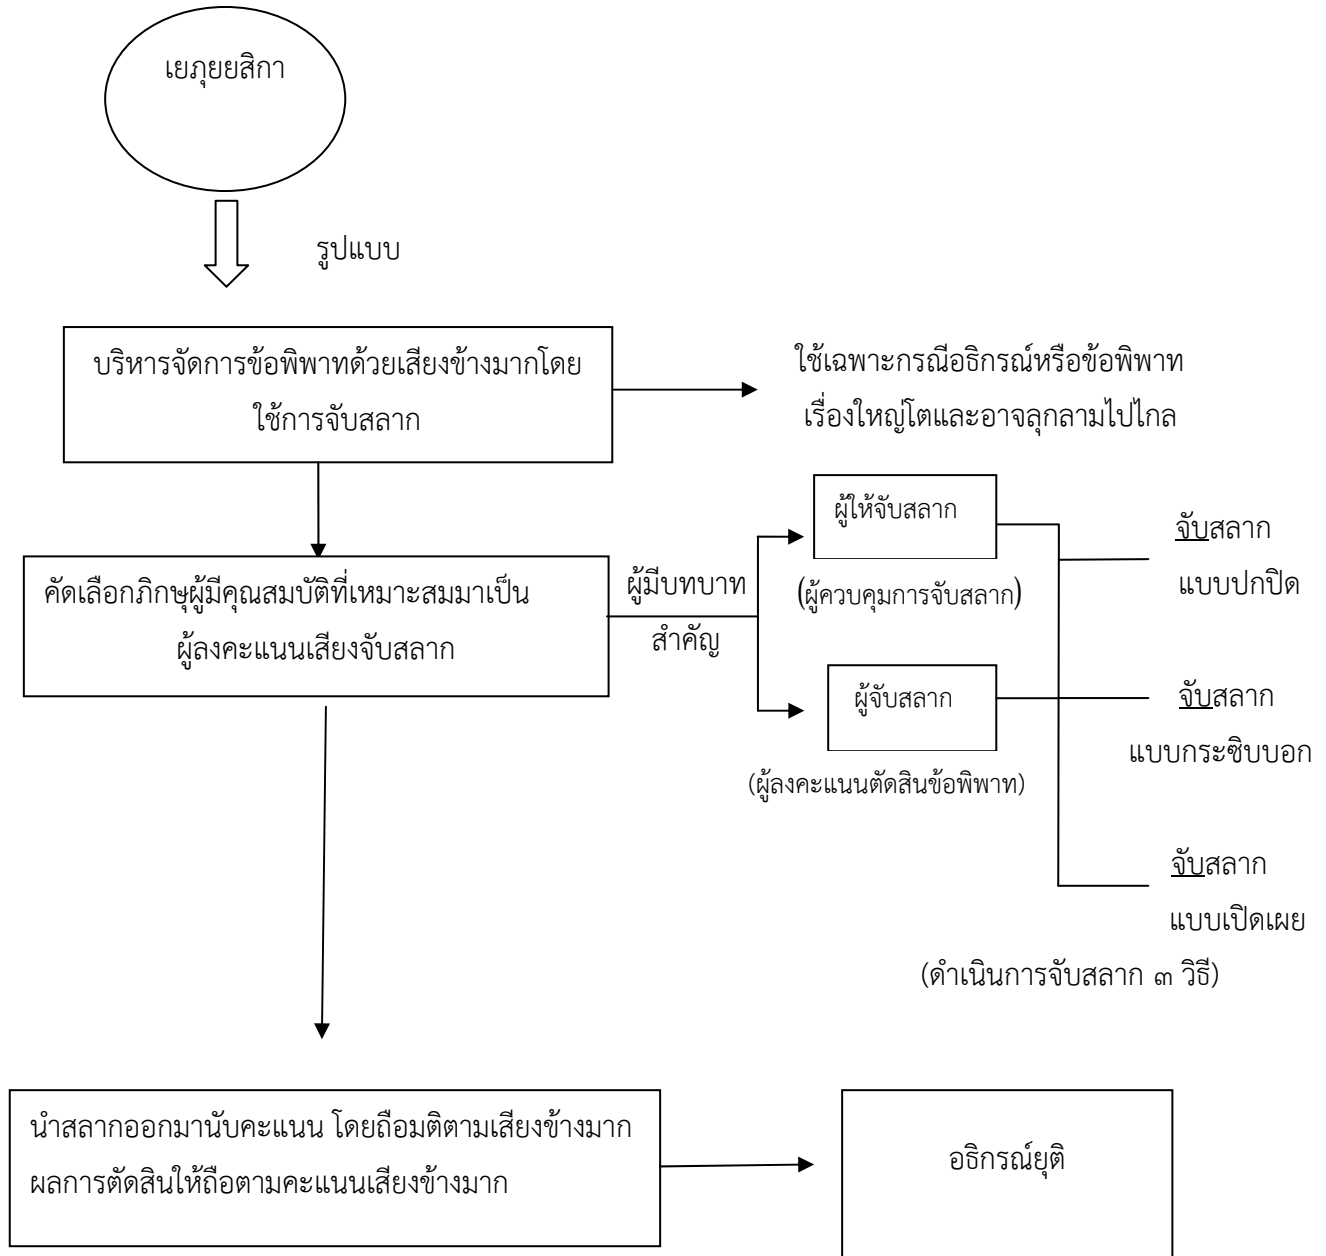 เยภุยยสิกา
รูปแบบ
บริหารจัดการข้อพิพาทด้วยเสียงข้างมากโดย
ใช้การจับสลาก
ใช้เฉพาะกรณีอธิกรณ์หรือข้อพิพาท
เรื่องใหญ่โตและอาจลุกลามไปไกล
คัดเลือกภิกษุผู้มีคุณสมบัติที่เหมาะสมมาเป็น
ผู้ลงคะแนนเสียงจับสลาก
ผู้มีบทบาท
สำคัญ
ผู้ให้จับสลาก
(ผู้ควบคุมการจับสลาก)
ผู้จับสลาก
(ผู้ลงคะแนนตัดสินข้อพิพาท)
จับสลาก
แบบปกปิด
จับสลาก
แบบกระซิบบอก
จับสลาก
แบบเปิดเผย
(ดำเนินการจับสลาก ๓ วิธี)
นำสลากออกมานับคะแนน โดยถือมติตามเสียงข้างมาก
ผลการตัดสินให้ถือตามคะแนนเสียงข้างมาก
อธิกรณ์ยุติ